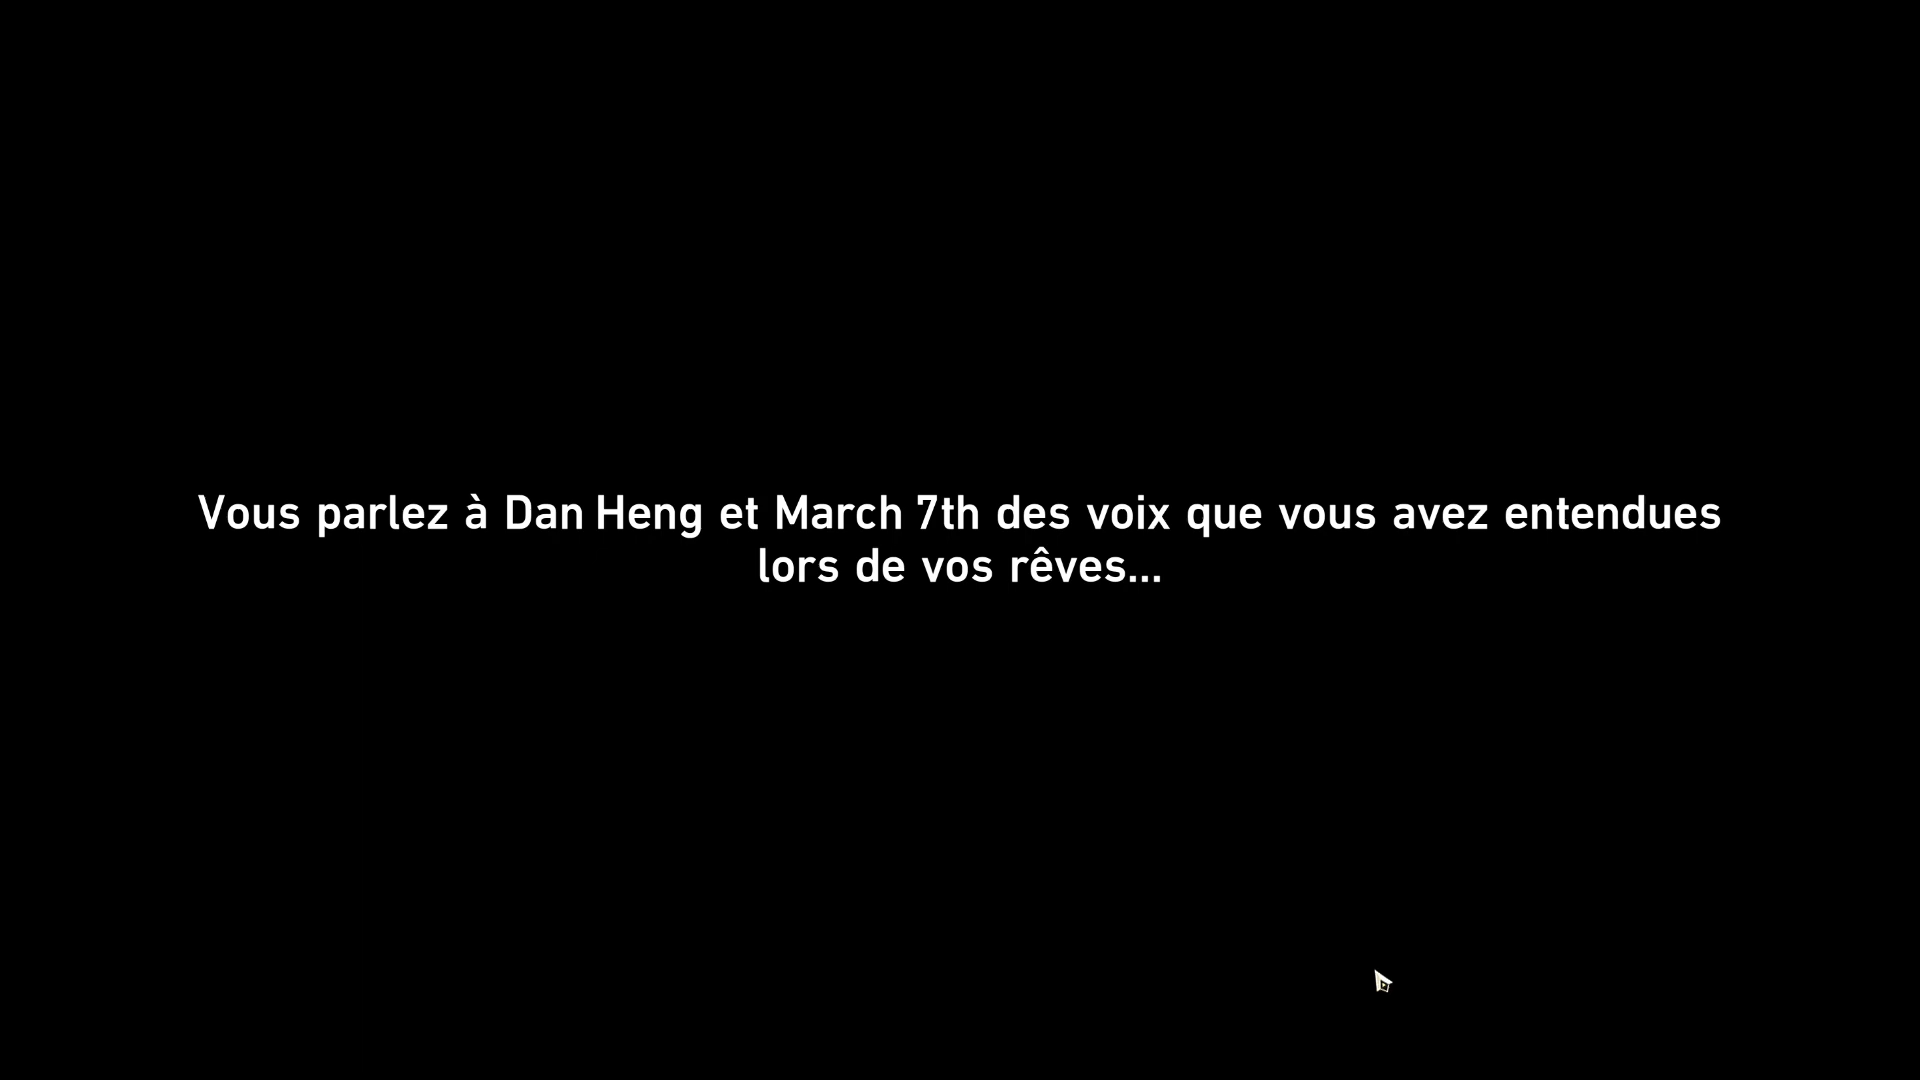 Vous parlez à Dan Heng et March 7th des voix que vous avez entendues
lors de vos rêves...